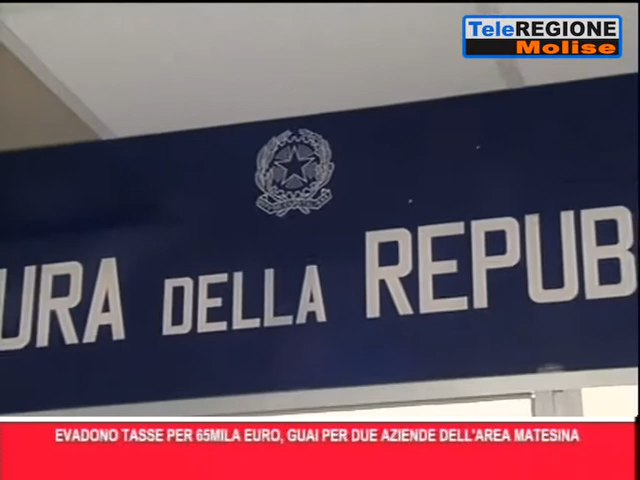 TeleREGIONE
Molise
URA DELLA REPUB
EVADONO TASSE PER 65MILA EURO, GUAI PER DUE AZIENDE DELL'AREA MATESINA